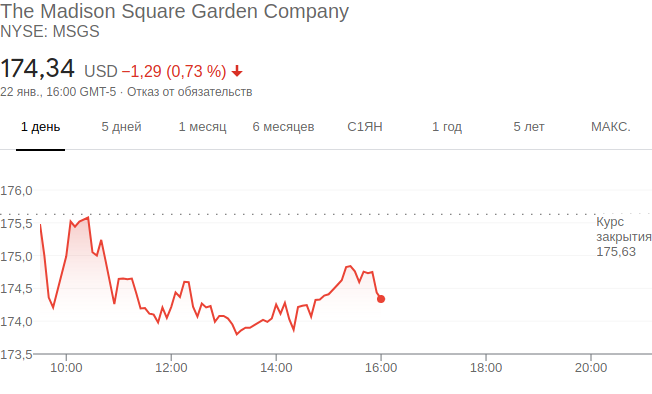 The Madison Square Garden Company
NYSE: MSGS
174,34 USD −1,29 (0,73 %)
22 янв., 16:00 GMT-5 · Отказ от обязательств
1 день 5 дней 1 месяц 6 месяцев С1ЯН 1 год 5 лет МАКС.
176,0
175,5
175,0
174,5
174,0
173,5
Курс
закрытия
175,63
10:00 12:00 14:00 16:00 18:00 20:00